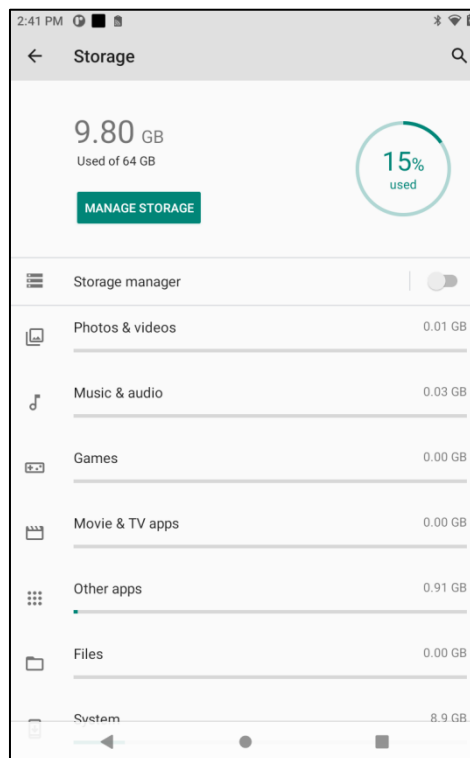 2:41 PM
Storage
9.80 GB
Used of 64 GB
15%
used
MANAGE STORAGE
Storage manager
Photos & videos 0.01 GB
Music & audio 0.03 GB
Games 0.00 GB
Movie & TV apps 0.00 GB
Other apps 0.91 GB
Files 0.00 GB
System 8.9 GB